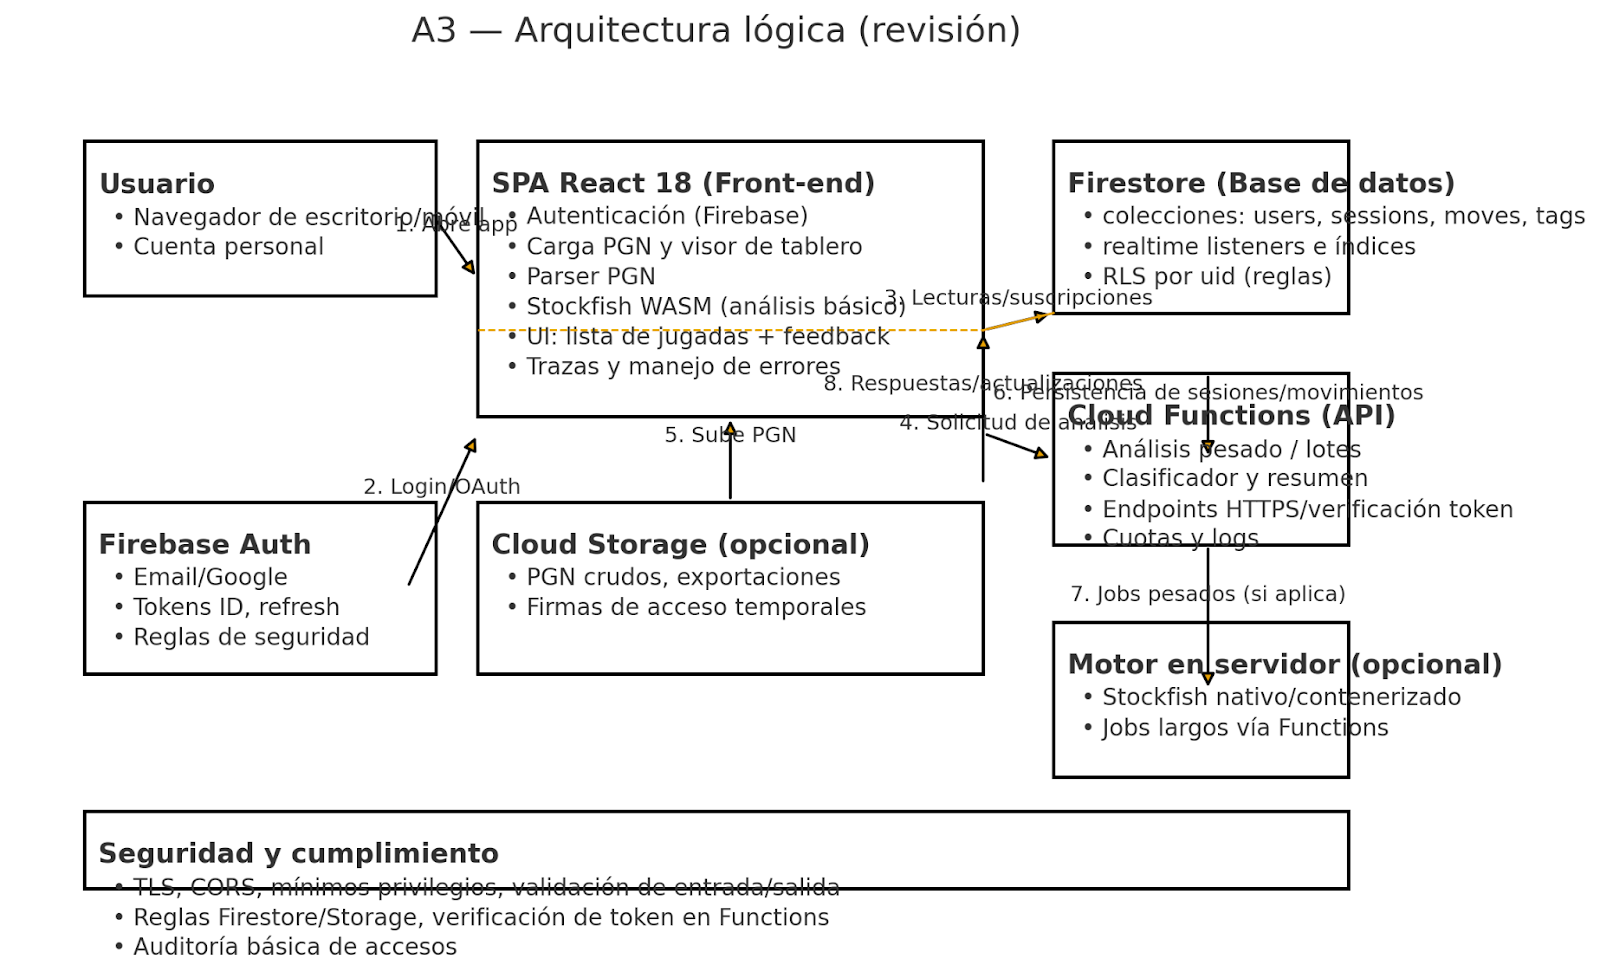 A3 — Arquitectura lógica (revisión)
Usuario
• Navegador de escritorio/móvil
• Cuenta personal
1. Abre app
SPA React 18 (Front-end)
• Autenticación (Firebase)
• Carga PGN y visor de tablero
• Parser PGN
• Stockfish WASM (análisis básico)
• UI: lista de jugadas + feedback
• Trazas y manejo de errores
Firestore (Base de datos)
• colecciones: users, sessions, moves, tags
• realtime listeners e índices
• RLS por uid (reglas)
3. Lecturas/suscripciones
8. Respuestas/actualizaciones
6. Persistencia de sesiones/movimientos
4. Solicitud de análisis
Cloud Functions (API)
• Análisis pesado / lotes
• Clasificador y resumen
• Endpoints HTTPS/verificación token
• Cuotas y logs
5. Sube PGN
2. Login/OAuth
Firebase Auth
• Email/Google
• Tokens ID, refresh
• Reglas de seguridad
Cloud Storage (opcional)
• PGN crudos, exportaciones
• Firmas de acceso temporales
7. Jobs pesados (si aplica)
Motor en servidor (opcional)
• Stockfish nativo/contenerizado
• Jobs largos vía Functions
Seguridad y cumplimiento
• TLS, CORS, mínimos privilegios, validación de entrada/salida
• Reglas Firestore/Storage, verificación de token en Functions
• Auditoría básica de accesos